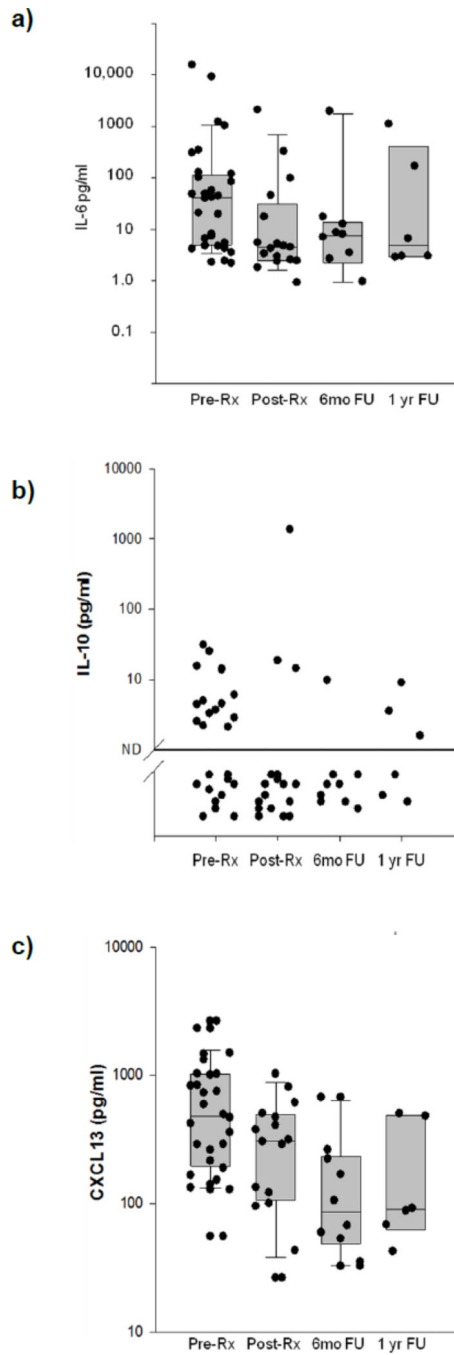 a)
10,000
1000
100
10
1.0
0.1
IL-6 pg/ml
Pre-Rx Post-Rx 6mo FU 1 yr FU
b)
10000
1000
100
10
ND
IL-10 (pg/ml)
Pre-Rx Post-Rx 6mo FU 1 yr FU
c)
10000
1000
100
10
CXCL13 (pg/ml)
Pre-Rx Post-Rx 6mo FU 1 yr FU